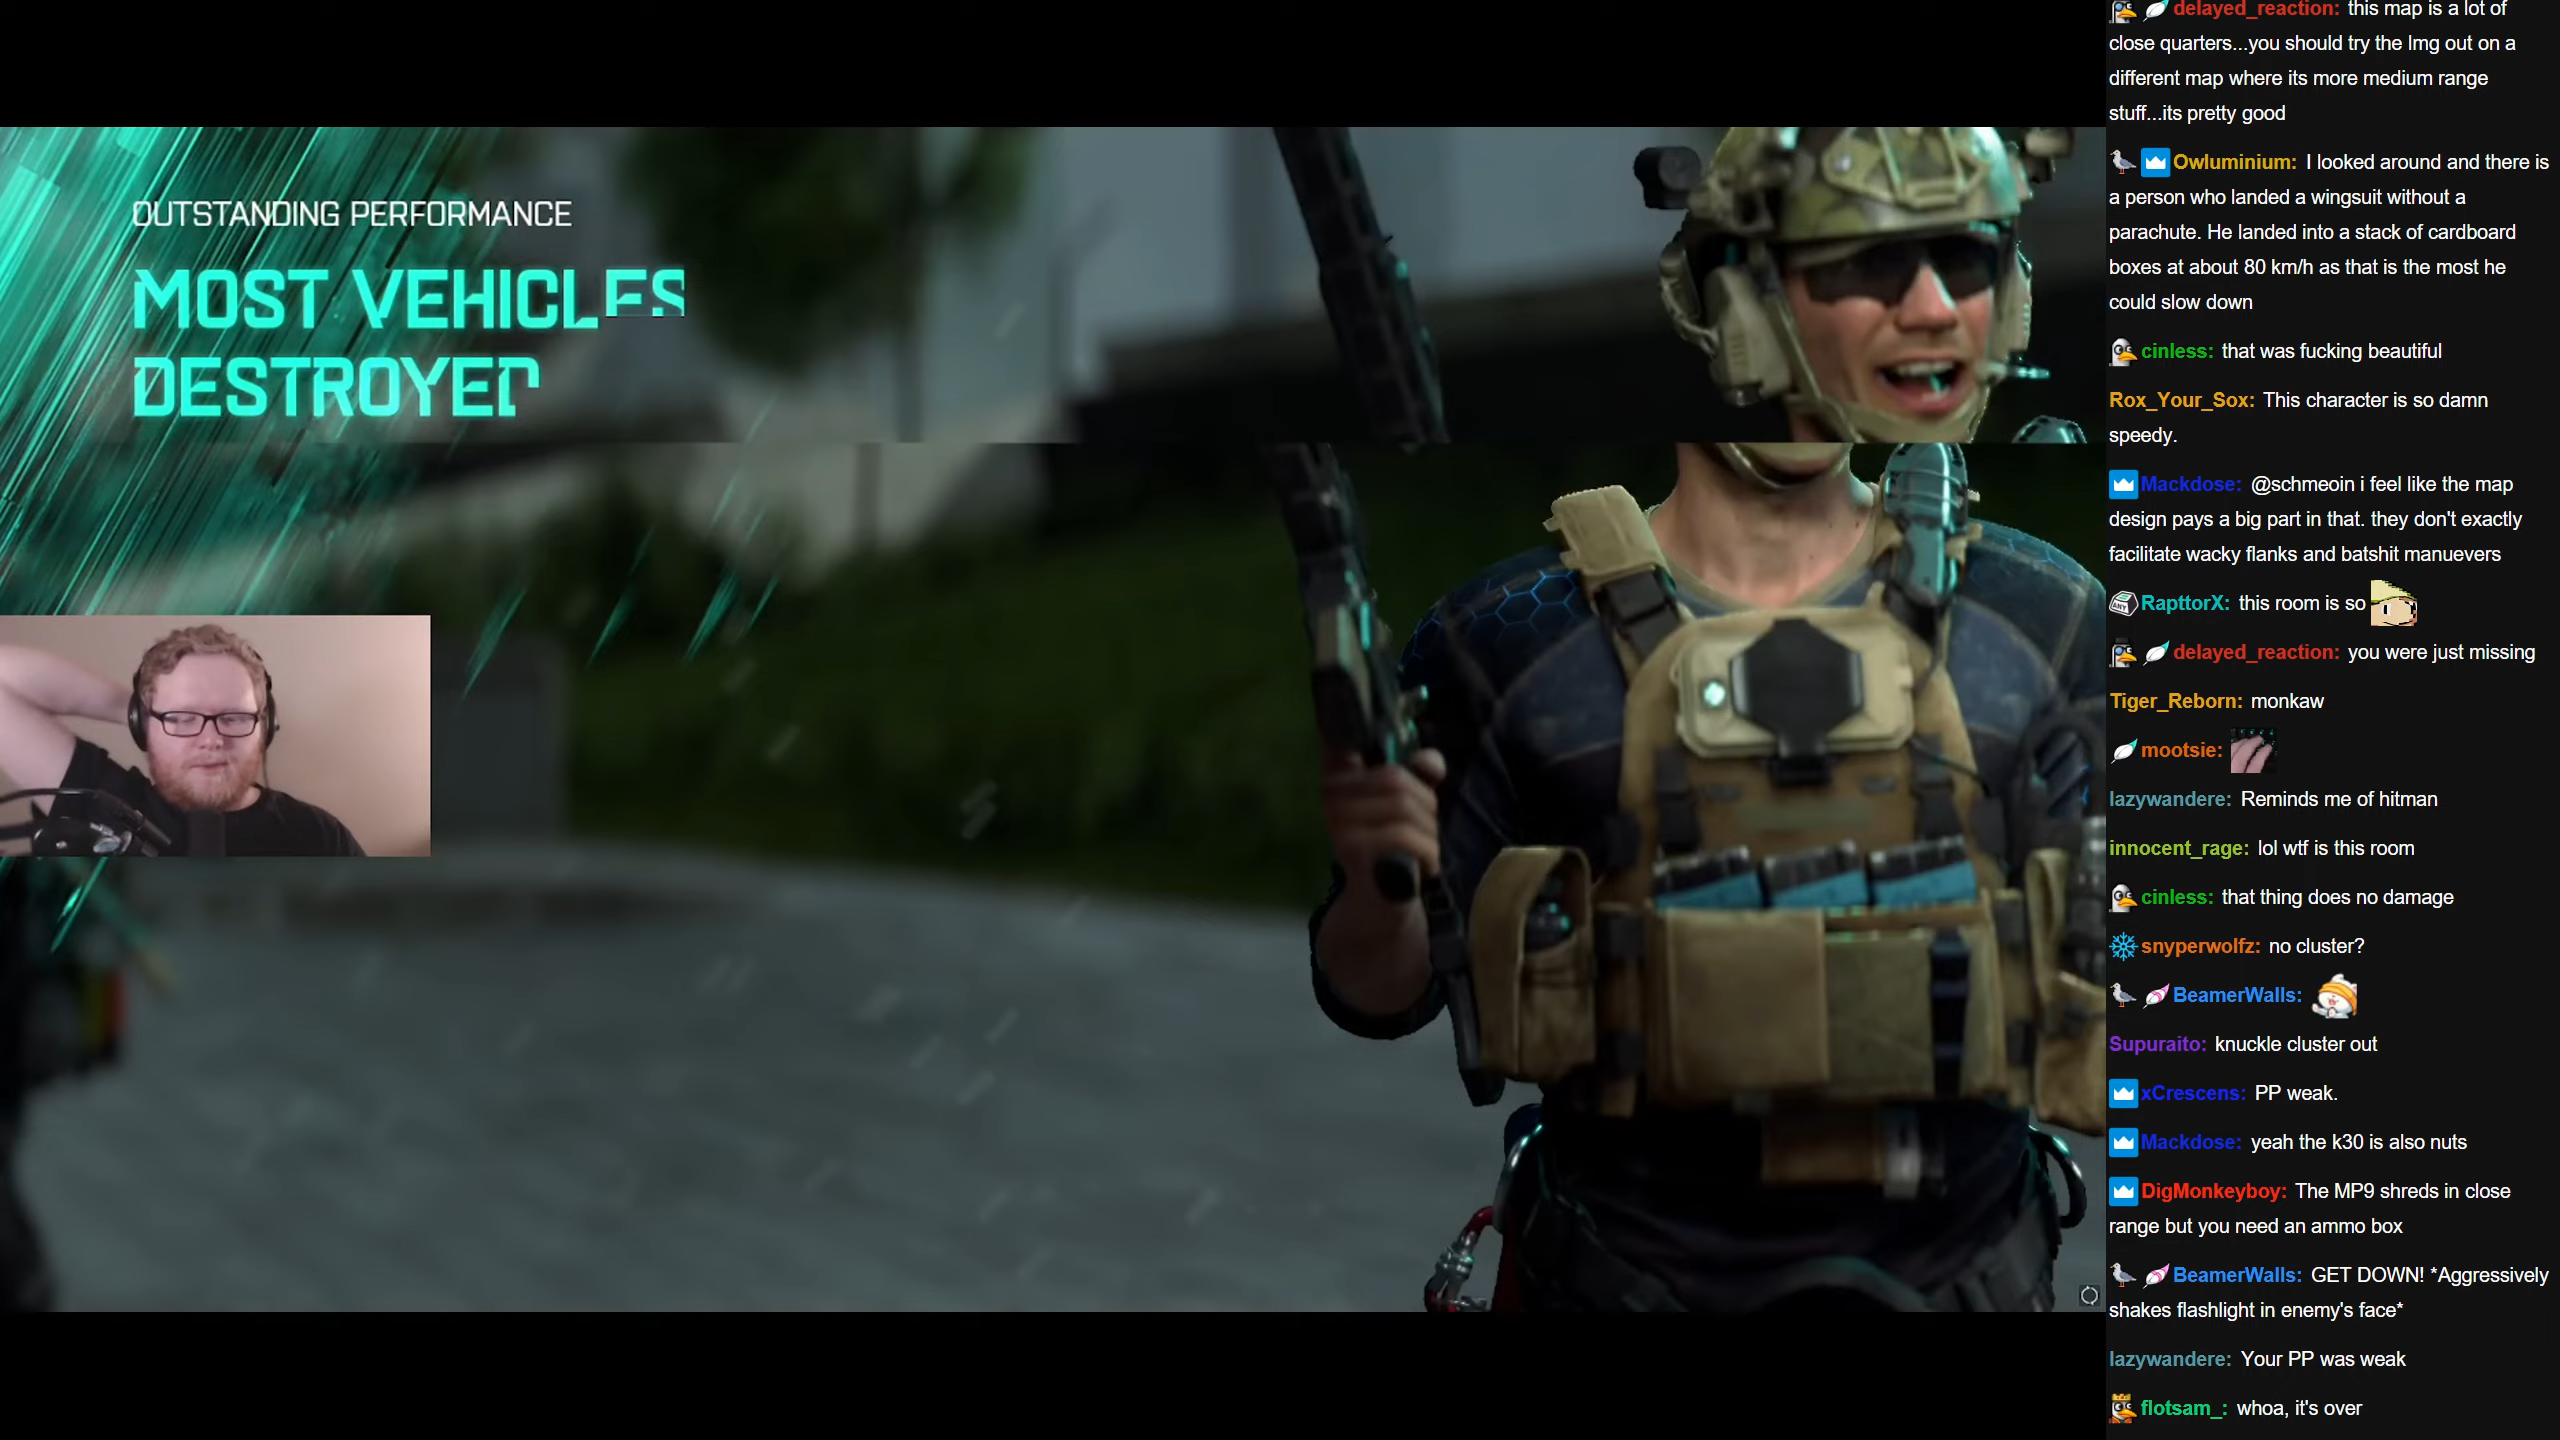 OUTSTANDING PERFORMANCE
MOST VEHICLES
DESTROYED
delayed_reaction: this map is a lot of
close quarters...you should try the lmg out on a
different map where its more medium range
stuff...its pretty good
Owluminium: I looked around and there is
a person who landed a wingsuit without a
parachute. He landed into a stack of cardboard
boxes at about 80 km/h as that is the most he
could slow down
cinless: that was fucking beautiful
Rox_Your_Sox: This character is so damn
speedy.
Mackdose: @schmeoin i feel like the map
design pays a big part in that. they don't exactly
facilitate wacky flanks and batshit manuevers
RapttorX: this room is so
delayed_reaction: you were just missing
Tiger_Reborn: monkaw
mootsie:
lazywandere: Reminds me of hitman
innocent_rage: lol wtf is this room
cinless: that thing does no damage
snyperwolfz: no cluster?
BeamerWalls:
Supuraito: knuckle cluster out
xCrescens: PP weak.
Mackdose: yeah the k30 is also nuts
DigMonkeyboy: The MP9 shreds in close
range but you need an ammo box
BeamerWalls: GET DOWN! *Aggressively
shakes flashlight in enemy's face*
lazywandere: Your PP was weak
flotsam_: whoa, it's over